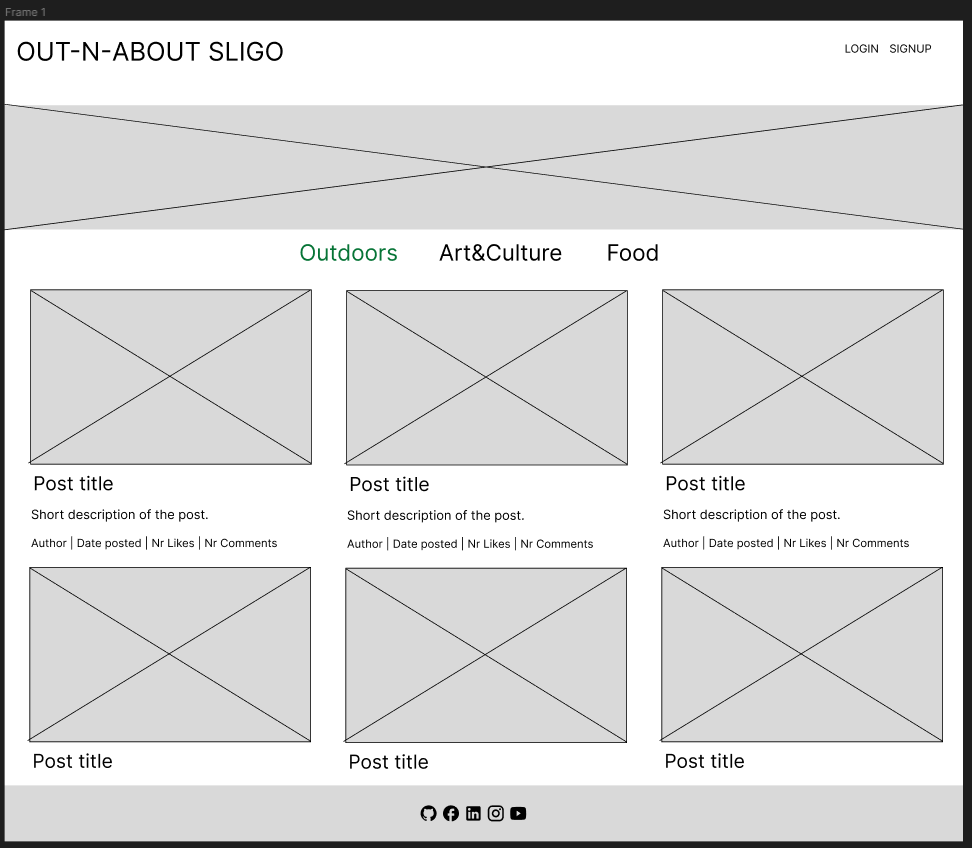 Frame 1
OUT-N-ABOUT SLIGO
LOGIN SIGNUP
Outdoors Art&Culture Food
Post title Post title Post title
Short description of the post. Short description of the post. Short description of the post.
Author | Date posted | Nr Likes | Nr Comments Author | Date posted | Nr Likes | Nr Comments Author | Date posted | Nr Likes | Nr Comments
Post title Post title Post title